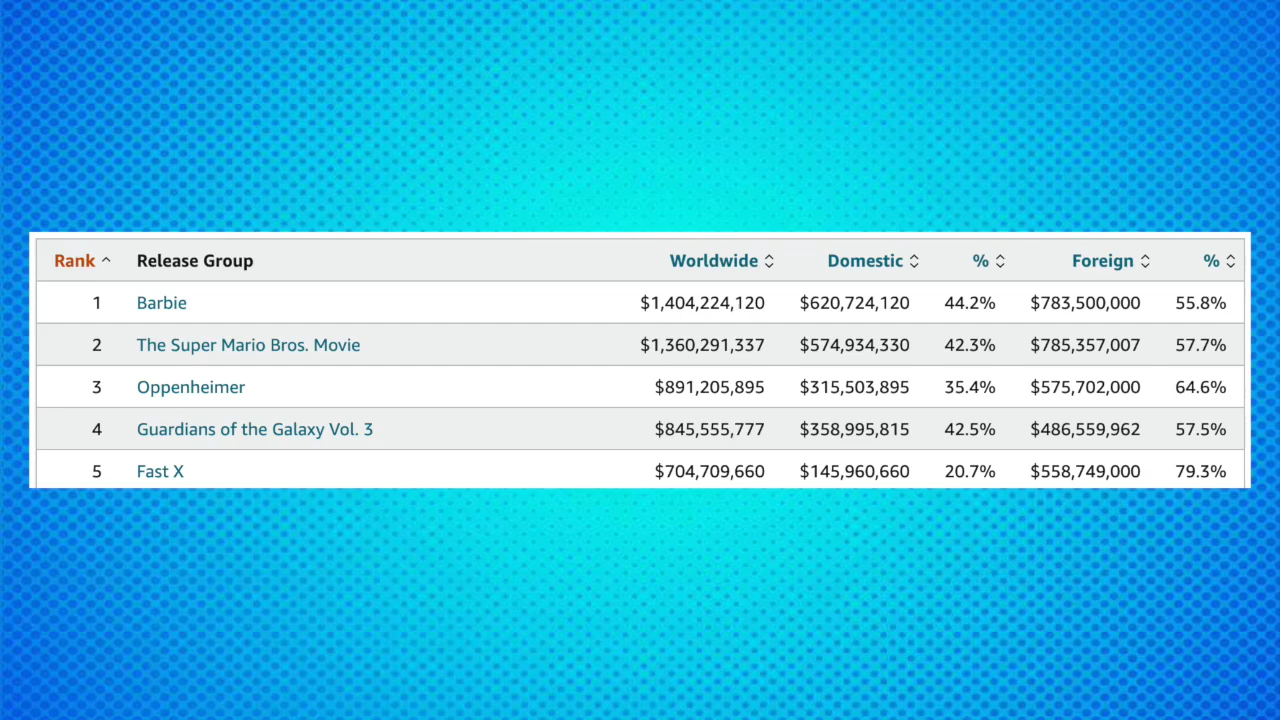 Rank Release Group Worldwide Domestic % Foreign %
1 Barbie $1,404,224,120 $620,724,120 44.2% $783,500,000 55.8%
2 The Super Mario Bros. Movie $1,360,291,337 $574,934,330 42.3% $785,357,007 57.7%
3 Oppenheimer $891,205,895 $315,503,895 35.4% $575,702,000 64.6%
4 Guardians of the Galaxy Vol. 3 $845,555,777 $358,995,815 42.5% $486,559,962 57.5%
5 Fast X $704,709,660 $145,960,660 20.7% $558,749,000 79.3%